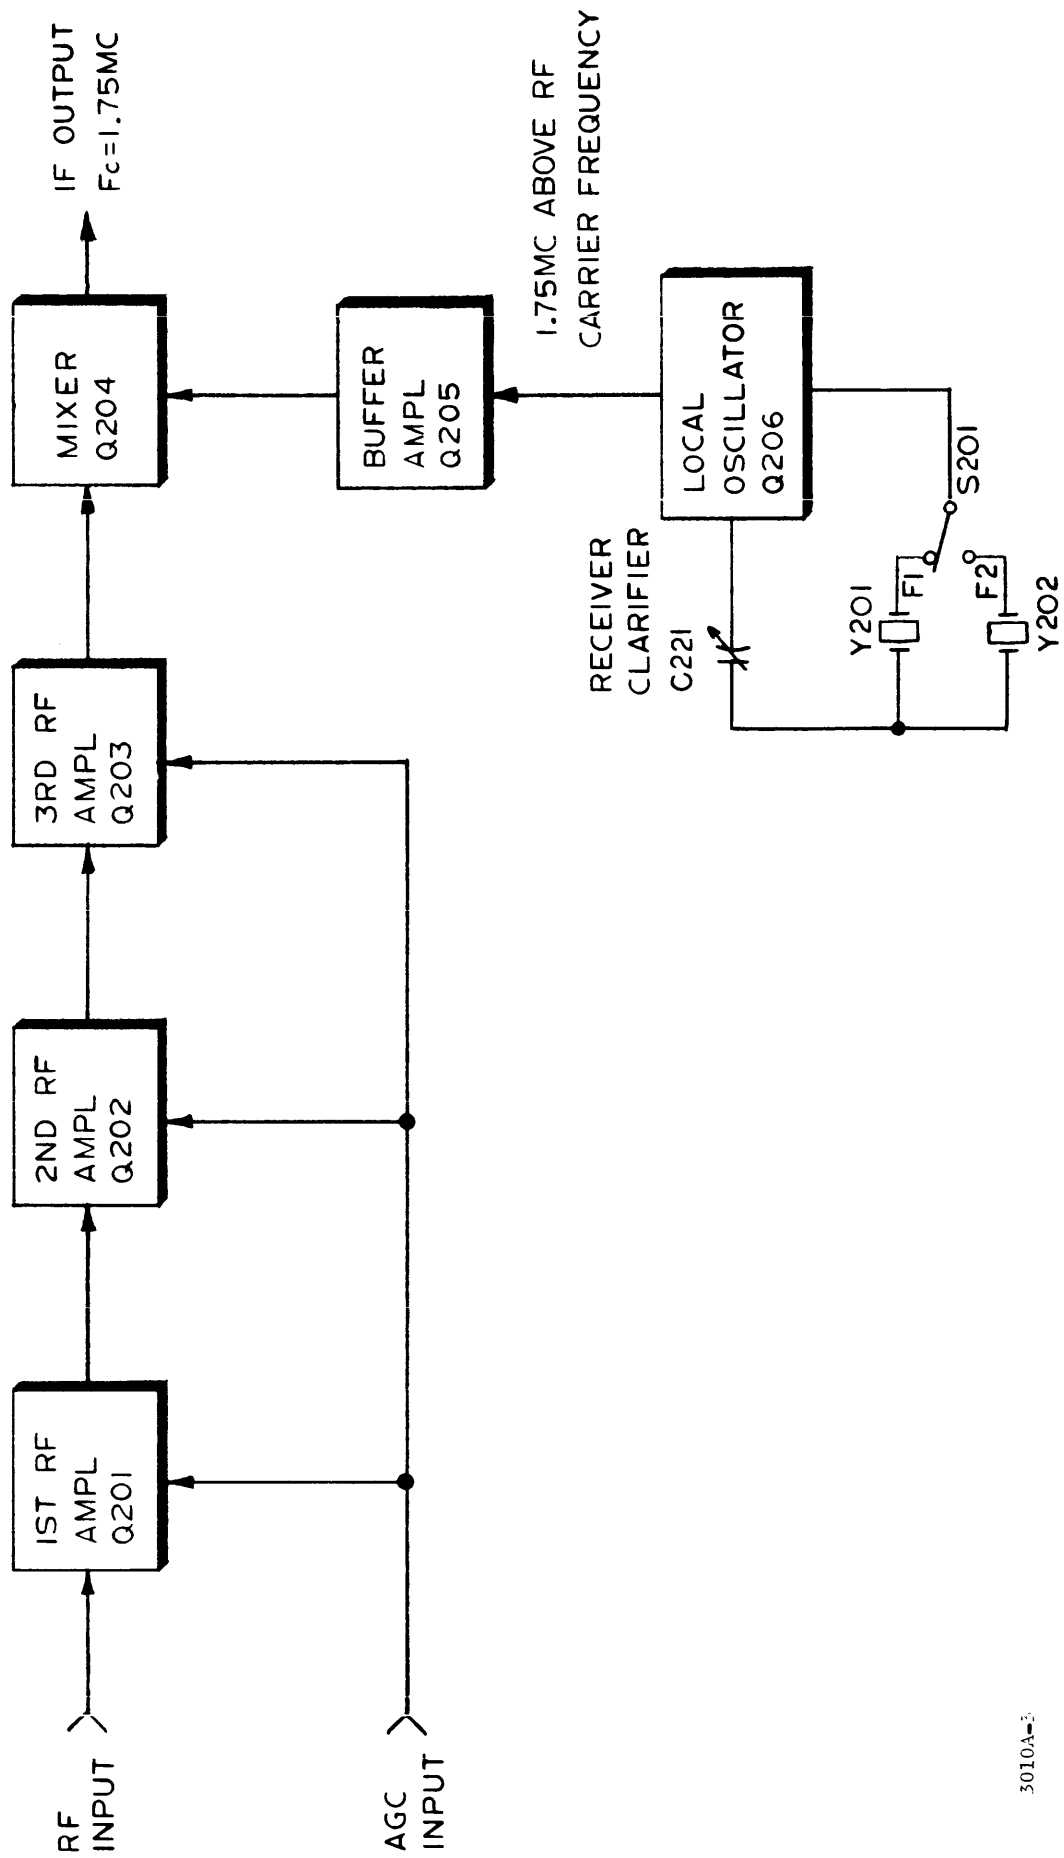 RF
INPUT
1ST RF
AMPL
Q201
2ND RF
AMPL
Q202
3RD RF
AMPL
Q203
MIXER
Q204
IF OUTPUT
Fc=1.75MC
AGC
INPUT
BUFFER
AMPL
Q205
1.75MC ABOVE RF
CARRIER FREQUENCY
RECEIVER
CLARIFIER
C221
LOCAL
OSCILLATOR
Q206
Y201
F1
S201
F2
Y202
3010A-3